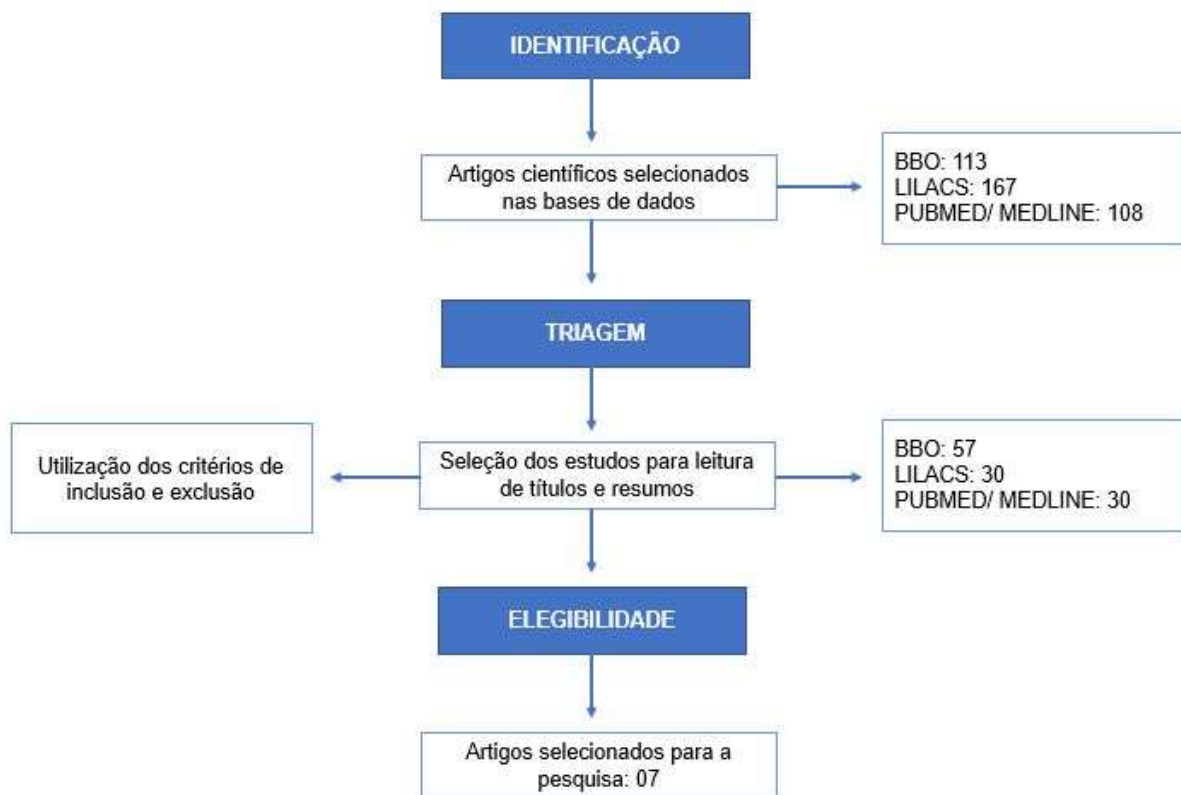 IDENTIFICAÇÃO
Artigos científicos selecionados
nas bases de dados
BBO: 113
LILACS: 167
PUBMED/ MEDLINE: 108
TRIAGEM
Utilização dos critérios de
inclusão e exclusão
Seleção dos estudos para leitura
de títulos e resumos
BBO: 57
LILACS: 30
PUBMED/ MEDLINE: 30
ELEGIBILIDADE
Artigos selecionados para a
pesquisa: 07